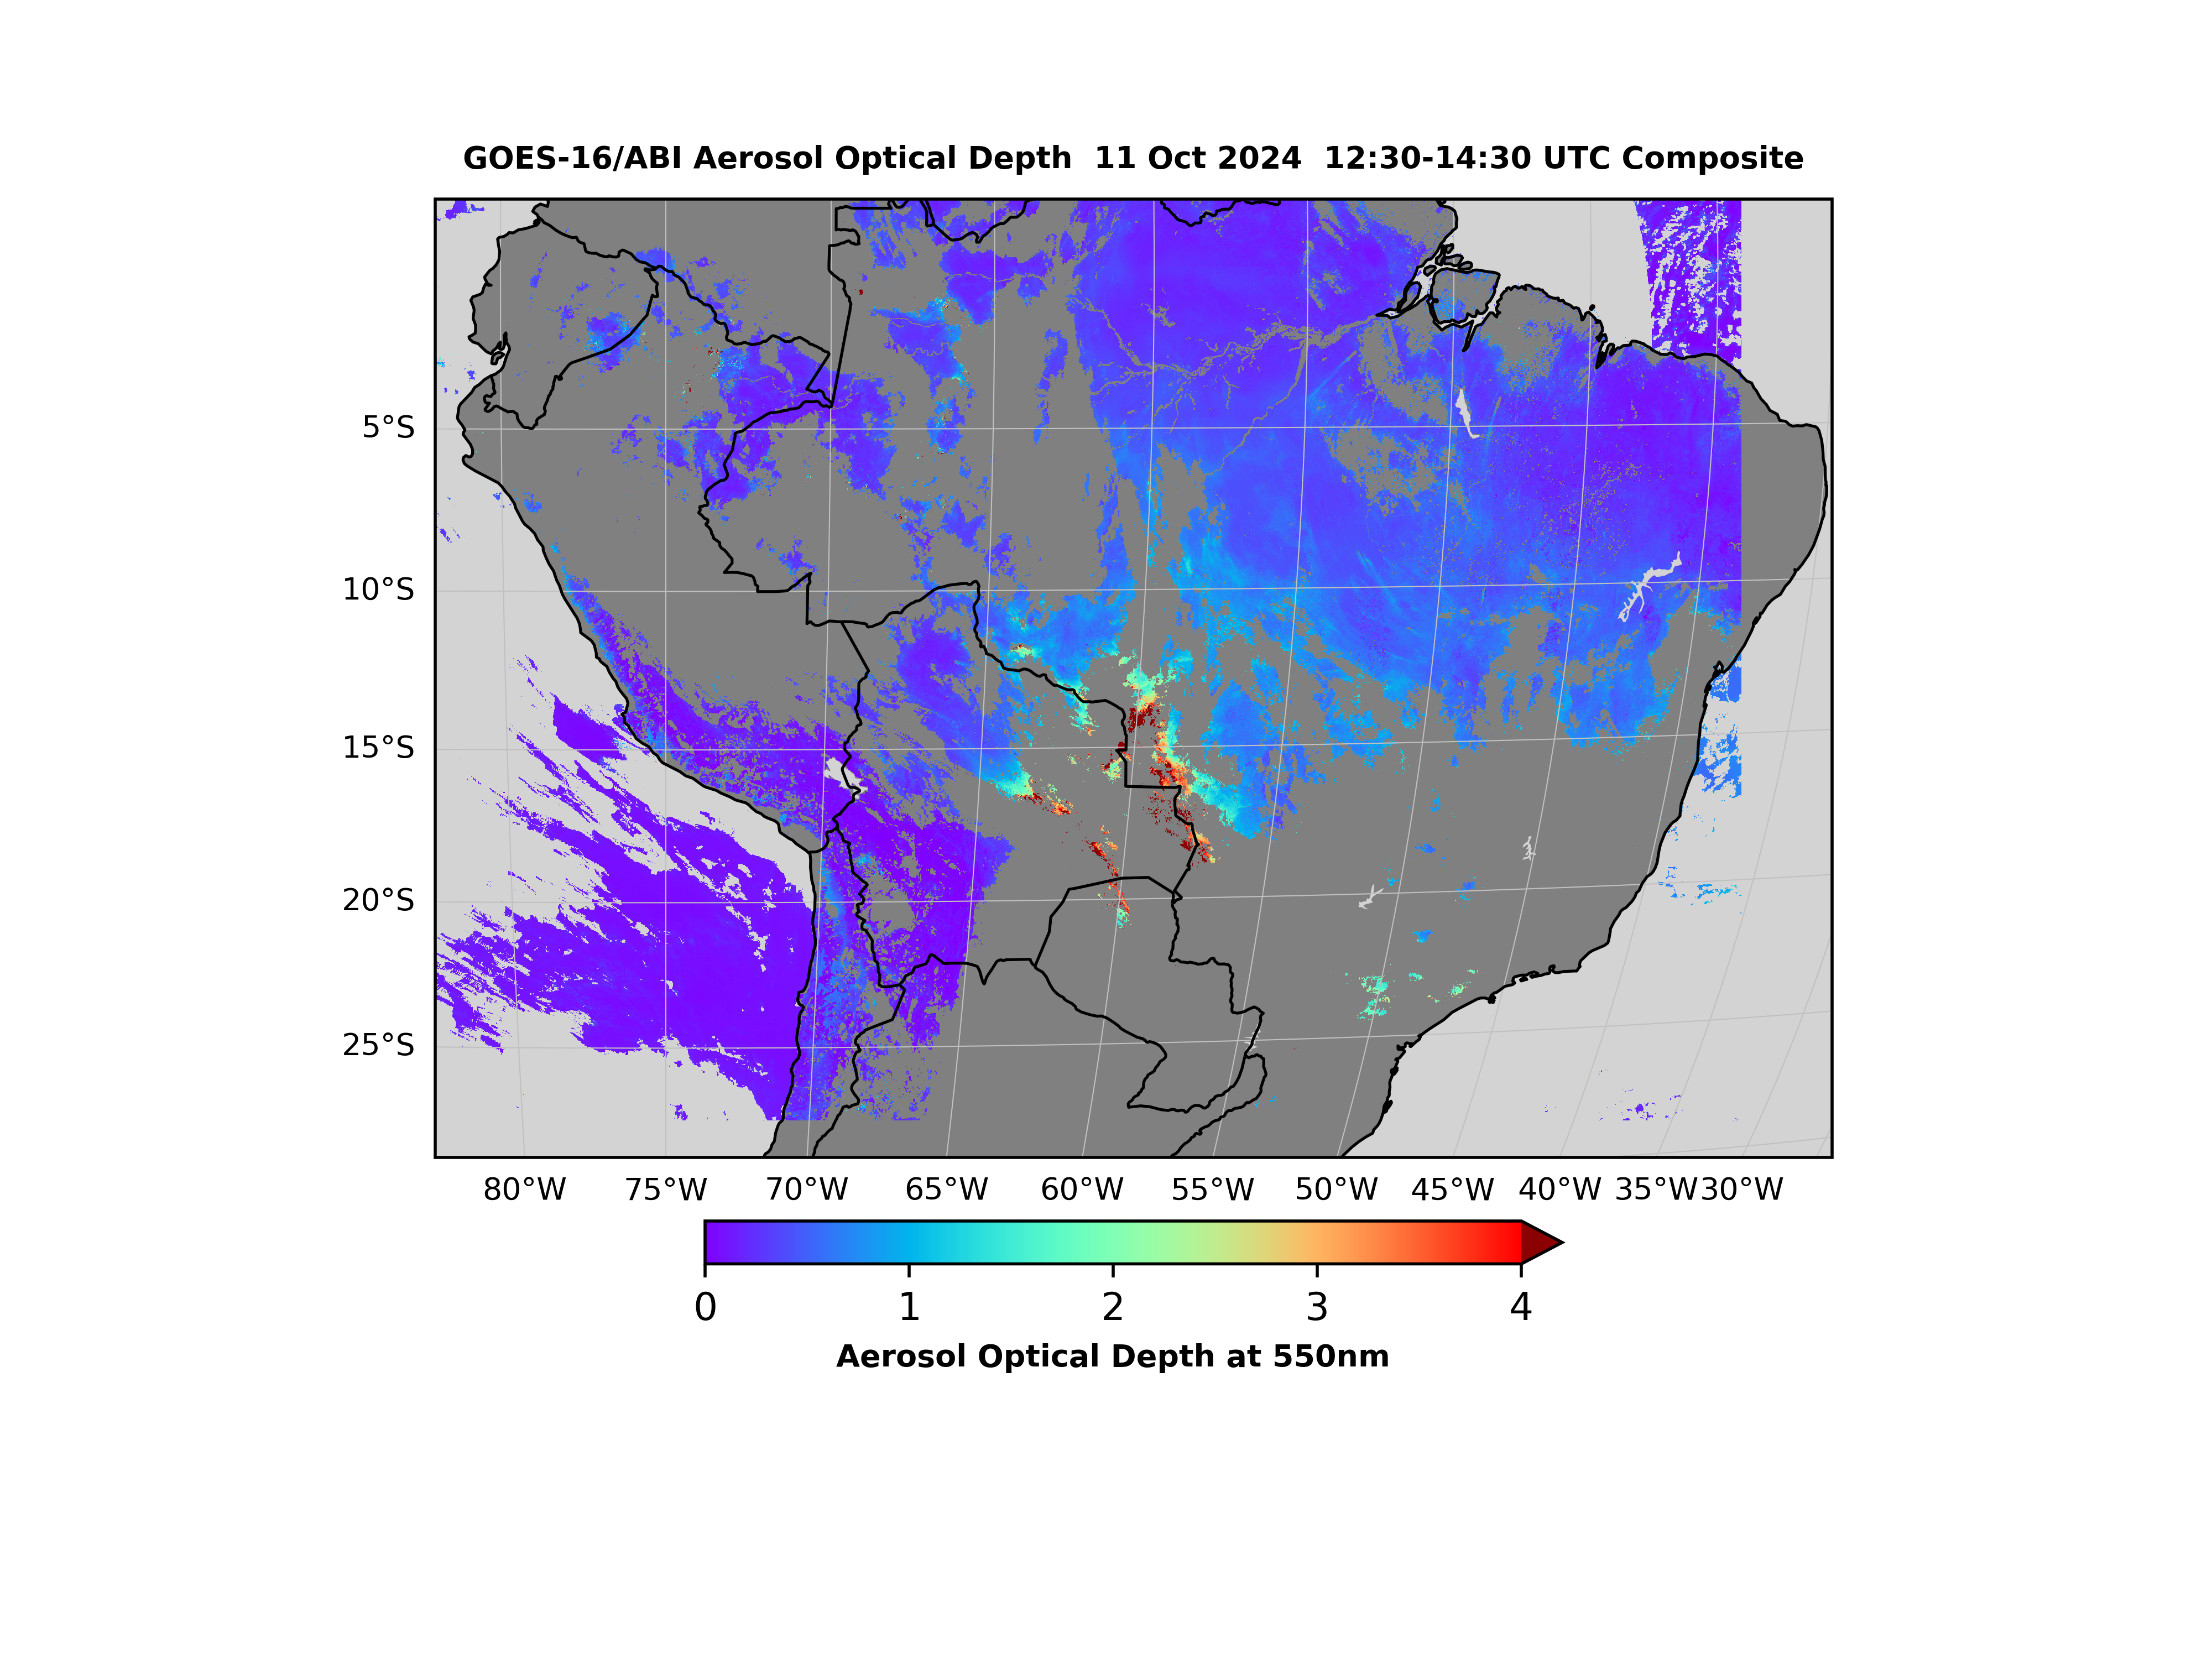 GOES-16/ABI Aerosol Optical Depth  11 Oct 2024  12:30-14:30 UTC Composite
5°S
10°S
15°S
20°S
25°S
80°W 75°W 70°W 65°W 60°W 55°W 50°W 45°W 40°W 35°W 30°W
0 1 2 3 4
Aerosol Optical Depth at 550nm